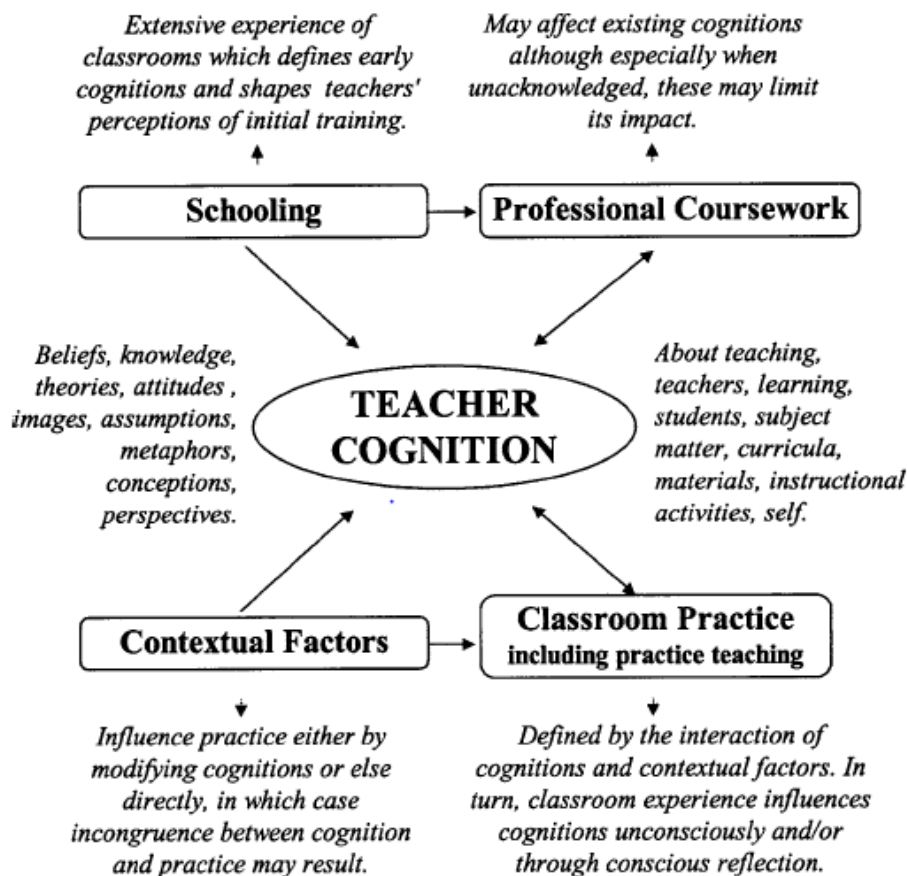 Extensive experience of
classrooms which defines early
cognitions and shapes teachers'
perceptions of initial training.
May affect existing cognitions
although especially when
unacknowledged, these may limit
its impact.
Schooling
Professional Coursework
Beliefs, knowledge,
theories, attitudes ,
images, assumptions,
metaphors,
conceptions,
perspectives.
TEACHER
COGNITION
About teaching,
teachers, learning,
students, subject
matter, curricula,
materials, instructional
activities, self.
Contextual Factors
Classroom Practice
including practice teaching
Influence practice either by
modifying cognitions or else
directly, in which case
incongruence between cognition
and practice may result.
Defined by the interaction of
cognitions and contextual factors. In
turn, classroom experience influences
cognitions unconsciously and/or
through conscious reflection.